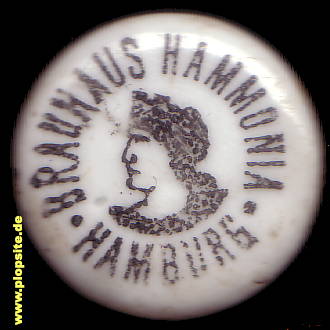 BRAUHAUS HAMMONIA
• HAMBURG •
www.plopsite.de